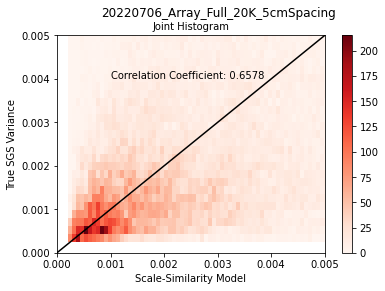 20220706_Array_Full_20K_5cmSpacing
Joint Histogram
Correlation Coefficient: 0.6578
True SGS Variance
0.005
0.004
0.003
0.002
0.001
0.000
0.000 0.001 0.002 0.003 0.004 0.005
Scale-Similarity Model
200
175
150
125
100
75
50
25
0